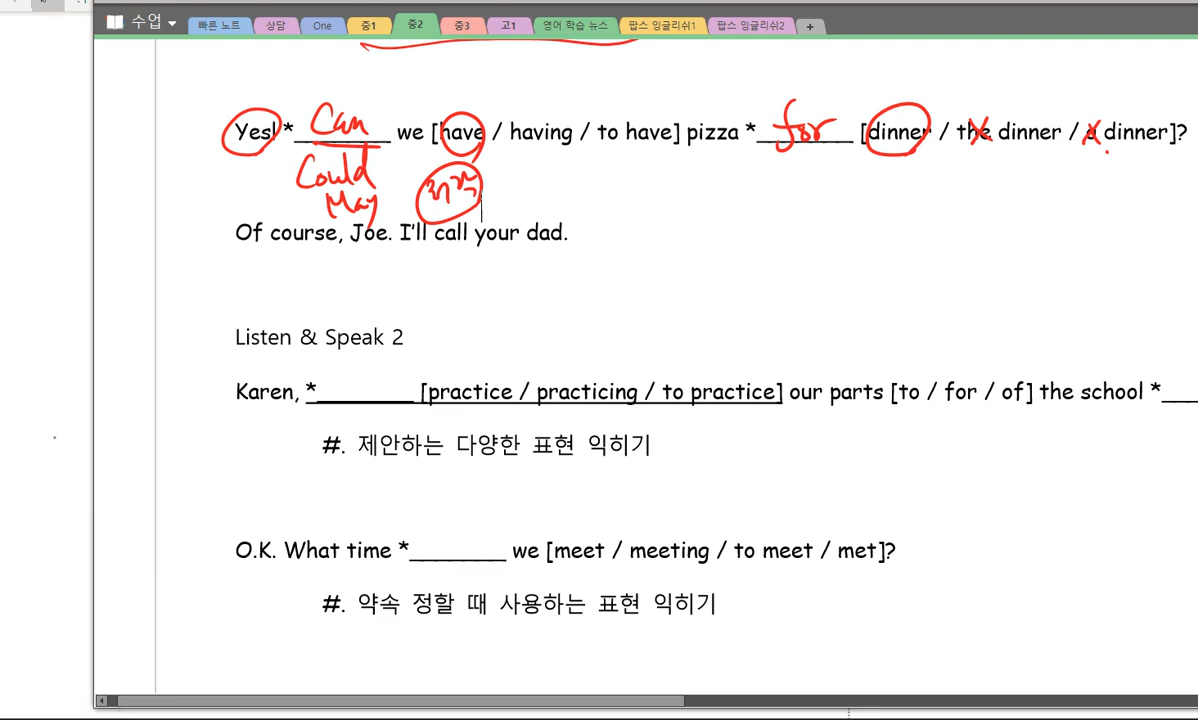 수업 빠른 노트 상담 One 중1 중2 중3 고1 영어 학습 뉴스 팝스 잉글리쉬1 팝스 잉글리쉬2 +
Yes! * Can we [have / having / to have] pizza * for [dinner / the dinner / a dinner]?
Could
May
Of course, Joe. I'll call your dad.
Listen & Speak 2
Karen, *________ [practice / practicing / to practice] our parts [to / for / of] the school *___
#. 제안하는 다양한 표현 익히기
O.K. What time *________ we [meet / meeting / to meet / met]?
#. 약속 정할 때 사용하는 표현 익히기